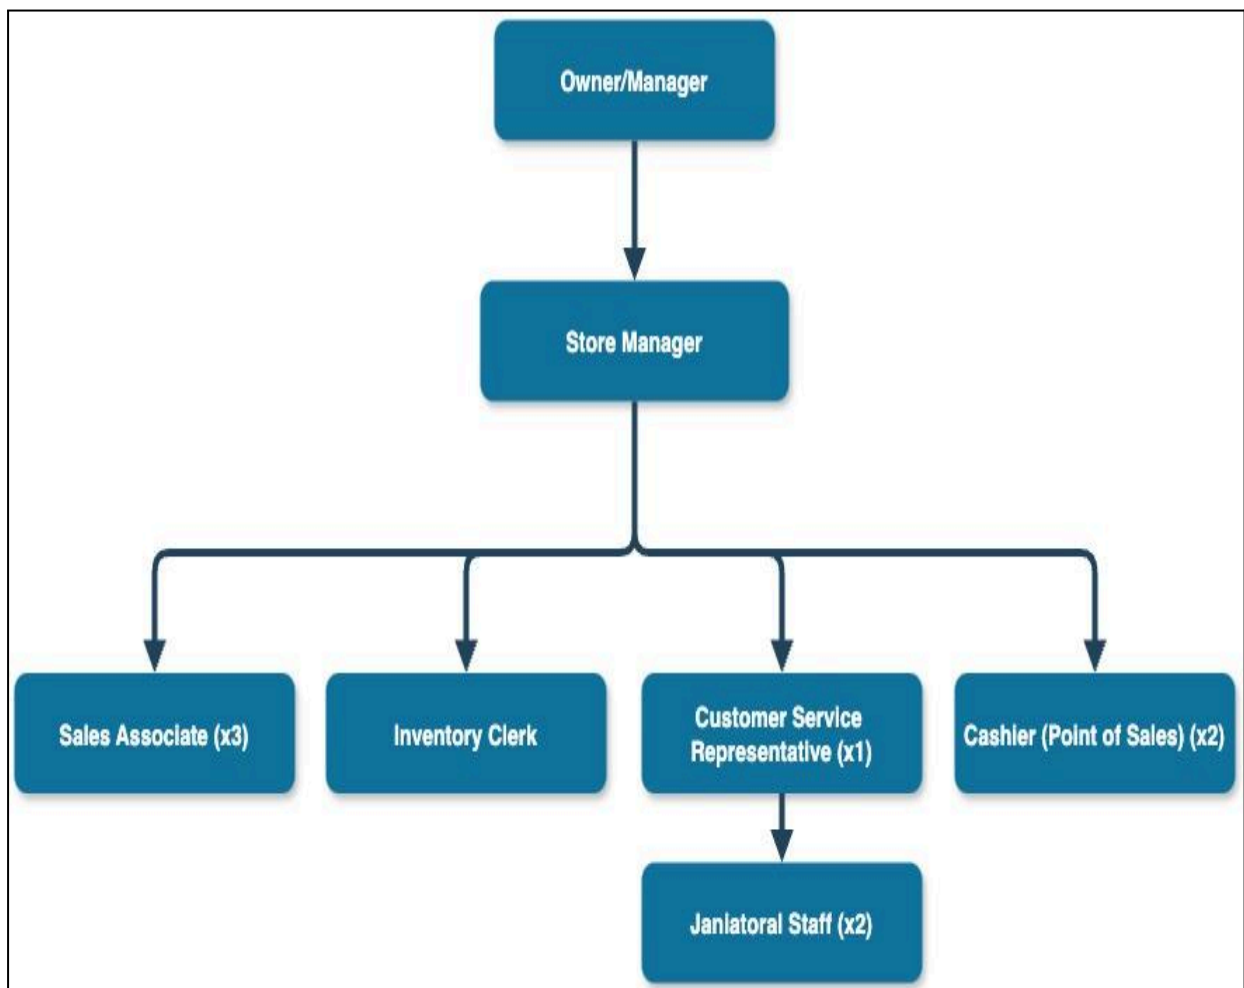 Owner/Manager
Store Manager
Sales Associate (x3)
Inventory Clerk
Customer Service
Representative (x1)
Cashier (Point of Sales) (x2)
Janiatoral Staff (x2)